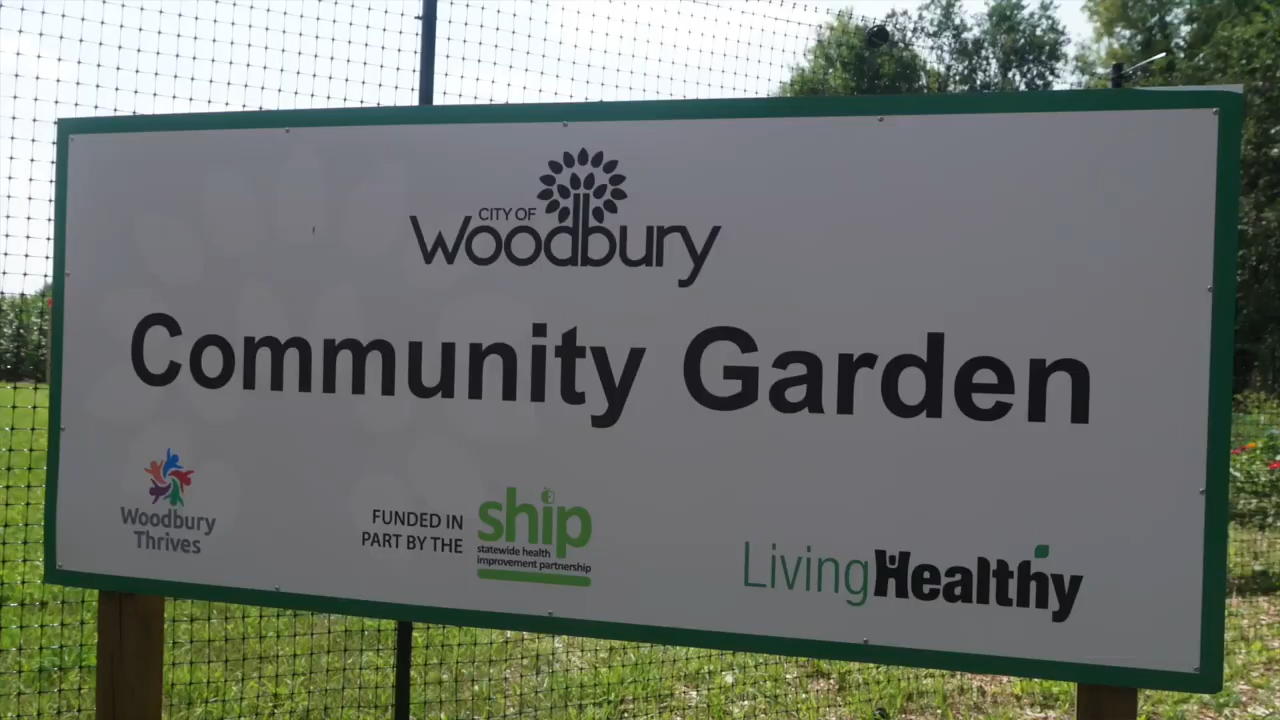 CITY OF
Woodbury
Community Garden
Woodbury
Thrives
FUNDED IN
PART BY THE
ship
statewide health
improvement partnership
LivingHealthy